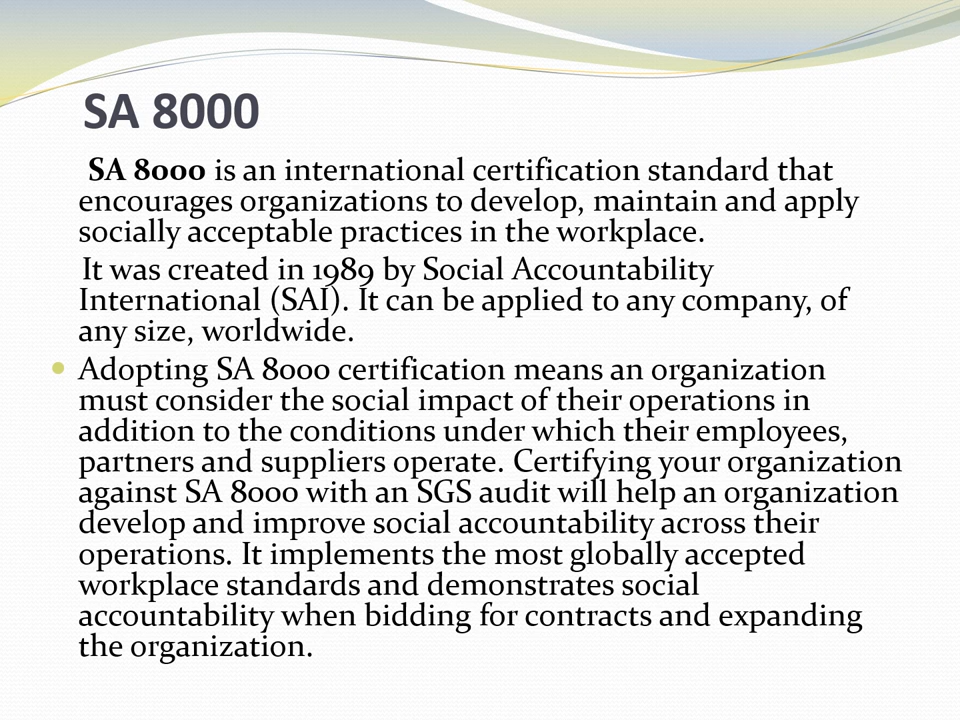 SA 8000
SA 8000 is an international certification standard that
encourages organizations to develop, maintain and apply
socially acceptable practices in the workplace.
It was created in 1989 by Social Accountability
International (SAI). It can be applied to any company, of
any size, worldwide.
• Adopting SA 8000 certification means an organization
must consider the social impact of their operations in
addition to the conditions under which their employees,
partners and suppliers operate. Certifying your organization
against SA 8000 with an SGS audit will help an organization
develop and improve social accountability across their
operations. It implements the most globally accepted
workplace standards and demonstrates social
accountability when bidding for contracts and expanding
the organization.